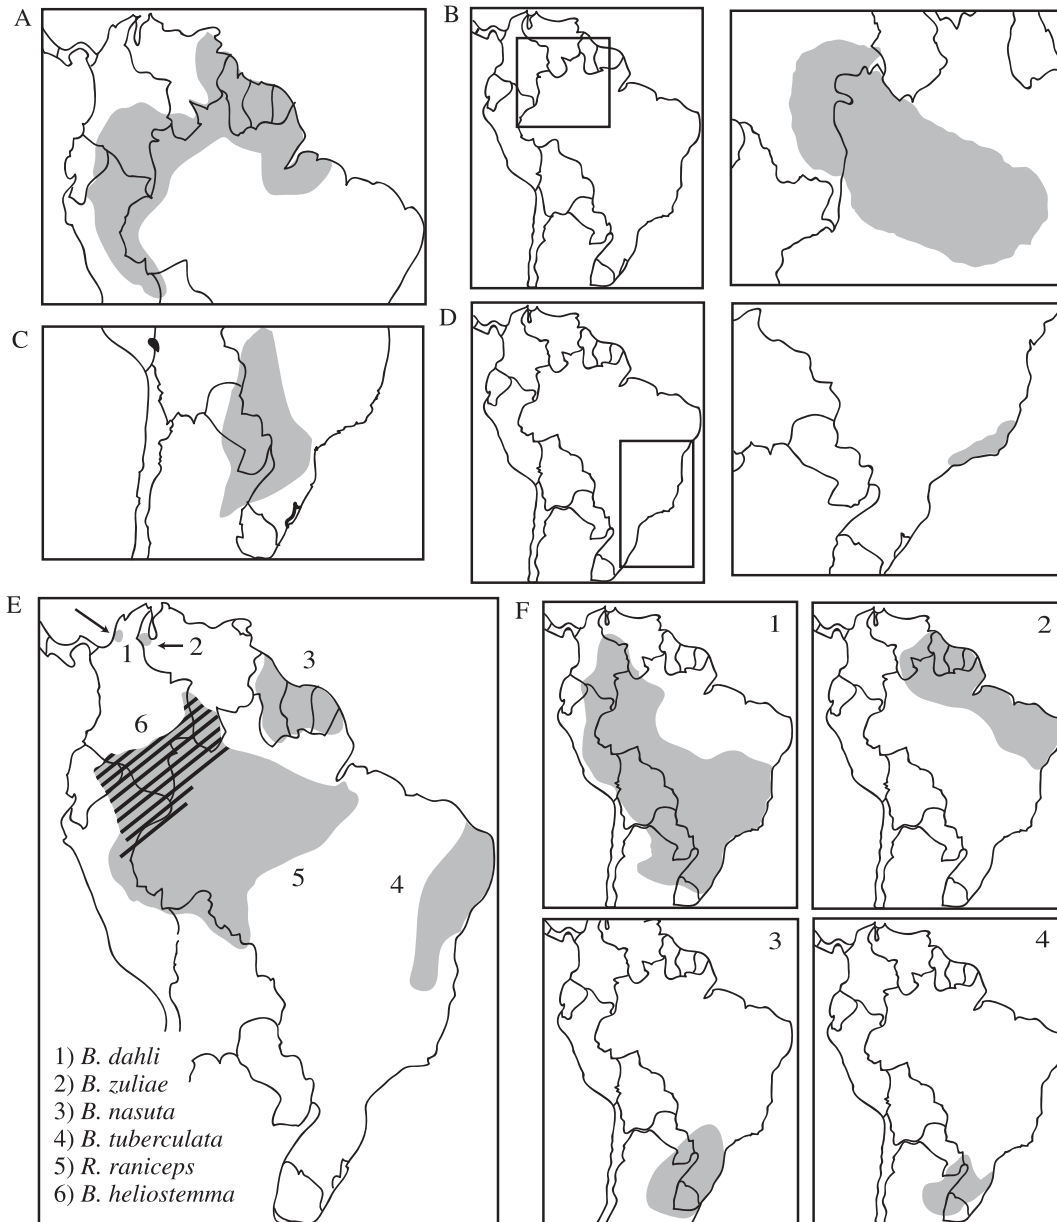 A
B
C
D
E
1
2
3
6
5
4
1) B. dahli
2) B. zuliae
3) B. nasuta
4) B. tuberculata
5) R. raniceps
6) B. heliostemma
F
1
2
3
4